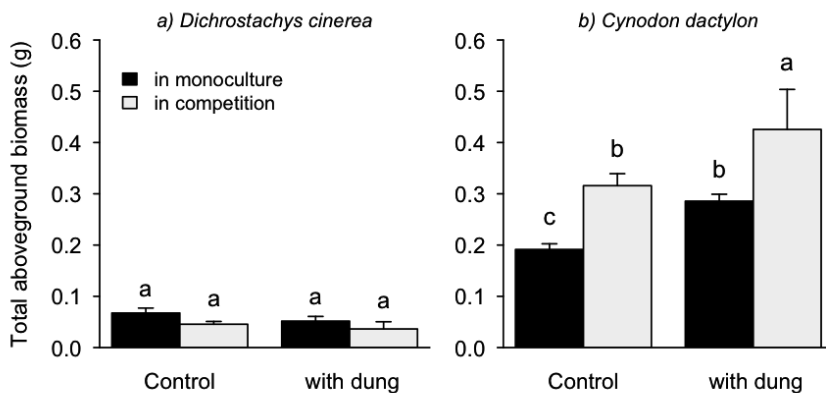 a) Dichrostachys cinerea
b) Cynodon dactylon
Total aboveground biomass (g)
0.6
0.5
0.4
0.3
0.2
0.1
0.0
in monoculture
in competition
a
a
a
a
Control
with dung
0.6
0.5
0.4
0.3
0.2
0.1
0.0
c
b
b
a
Control
with dung